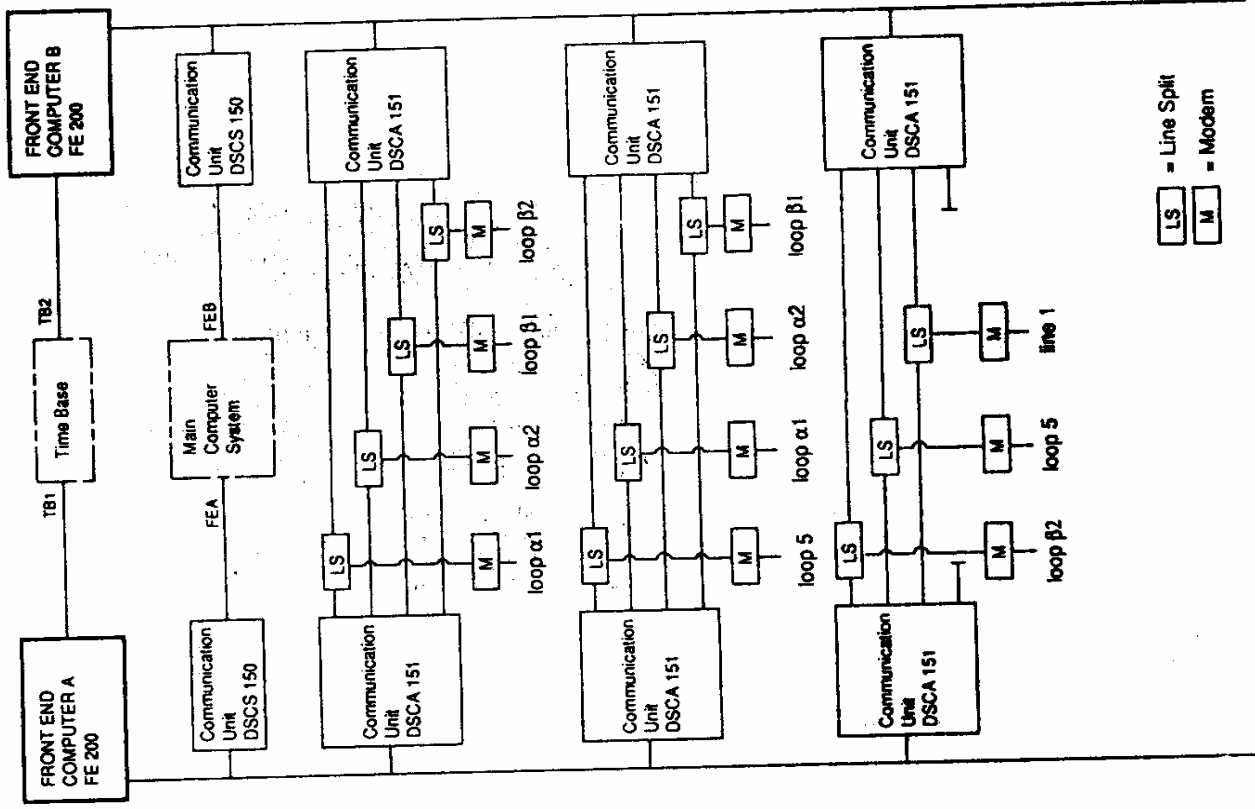 FRONT END
COMPUTER A
FE 200
TB1
Time Base
TB2
FRONT END
COMPUTER B
FE 200
Communication
Unit
DSCS 150
FEA
Main
Computer
System
FEB
Communication
Unit
DSCS 150
Communication
Unit
DSCA 151
LS
LS
LS
LS
M
M
M
M
loop α1
loop α2
loop β1
loop β2
Communication
Unit
DSCA 151
Communication
Unit
DSCA 151
LS
LS
LS
LS
M
M
M
M
loop 5
loop α1
loop α2
loop β1
Communication
Unit
DSCA 151
Communication
Unit
DSCA 151
LS
LS
LS
M
M
M
loop β2
loop 5
line 1
Communication
Unit
DSCA 151
LS = Line Split
M = Modem